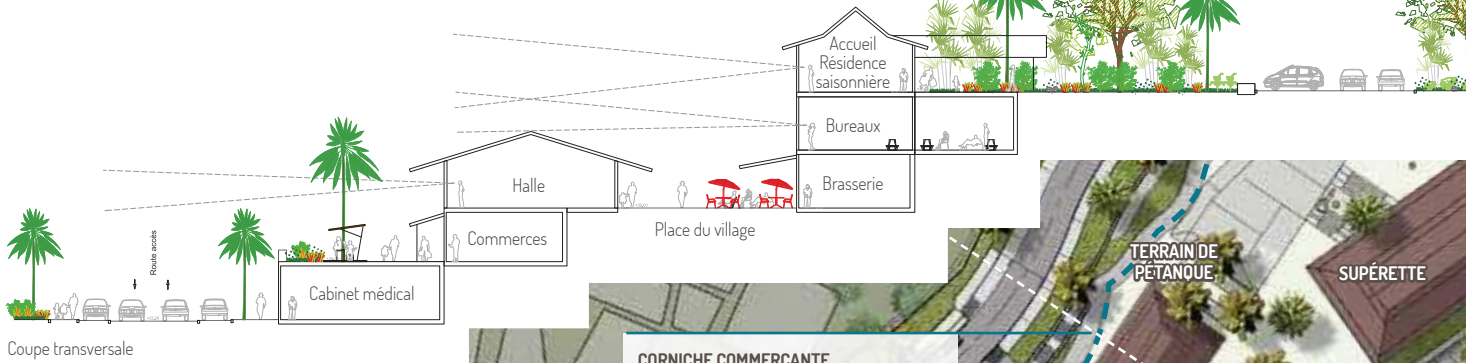 Accueil
Résidence
saisonnière
Bureaux
Brasserie
Halle
Place du village
Commerces
Cabinet médical
Route accès
Coupe transversale
TERRAIN DE
PÉTANQUE
SUPÉRETTE
CORNICHE COMMERÇANTE